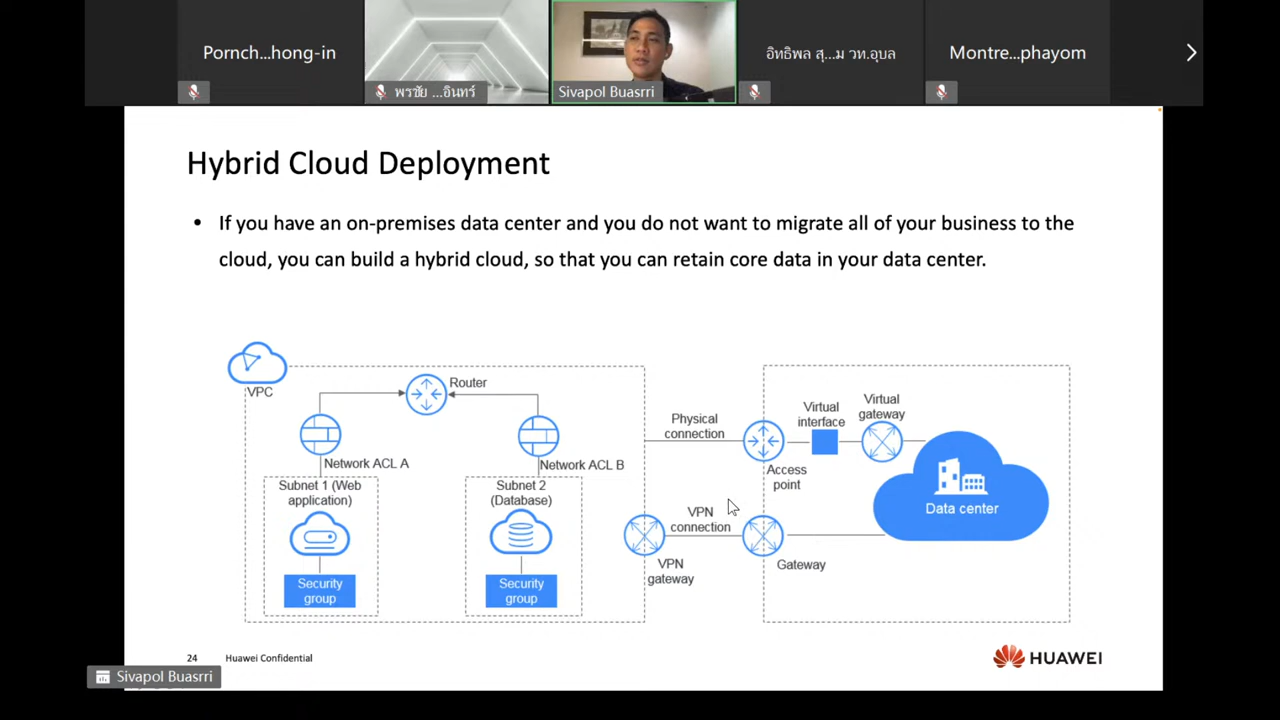 Pornch...hong-in
พรชัย ...อินทร์
Sivapol Buasrri
อิทธิพล สุ...ม วท.อุบล
Montre...phayom
Hybrid Cloud Deployment
• If you have an on-premises data center and you do not want to migrate all of your business to the
cloud, you can build a hybrid cloud, so that you can retain core data in your data center.
VPC
Router
Network ACL A
Network ACL B
Subnet 1 (Web
application)
Security
group
Subnet 2
(Database)
Security
group
Physical
connection
VPN
connection
VPN
gateway
Access
point
Virtual
interface
Virtual
gateway
Gateway
Data center
24
Huawei Confidential
HUAWEI
Sivapol Buasrri